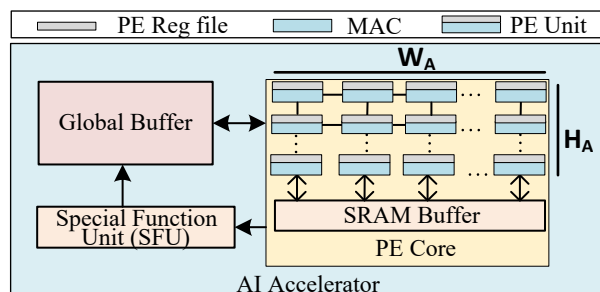 PE Reg file MAC PE Unit
W_A
Global Buffer
H_A
Special Function
Unit (SFU)
SRAM Buffer
PE Core
AI Accelerator